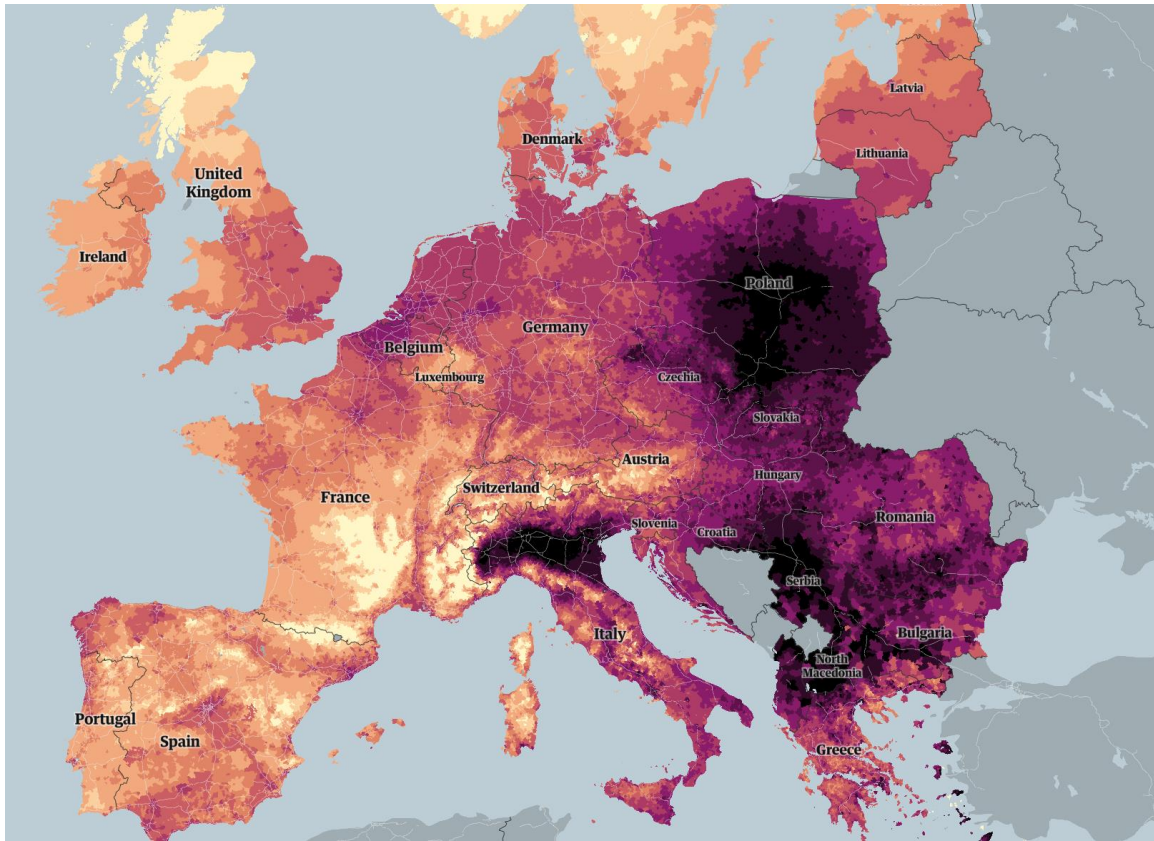 Latvia
Denmark
Lithuania
United
Kingdom
Ireland
Poland
Germany
Belgium
Luxembourg
Czechia
Slovakia
Austria
Hungary
Switzerland
France
Romania
Slovenia
Croatia
Serbia
Italy
Bulgaria
North
Macedonia
Portugal
Spain
Greece